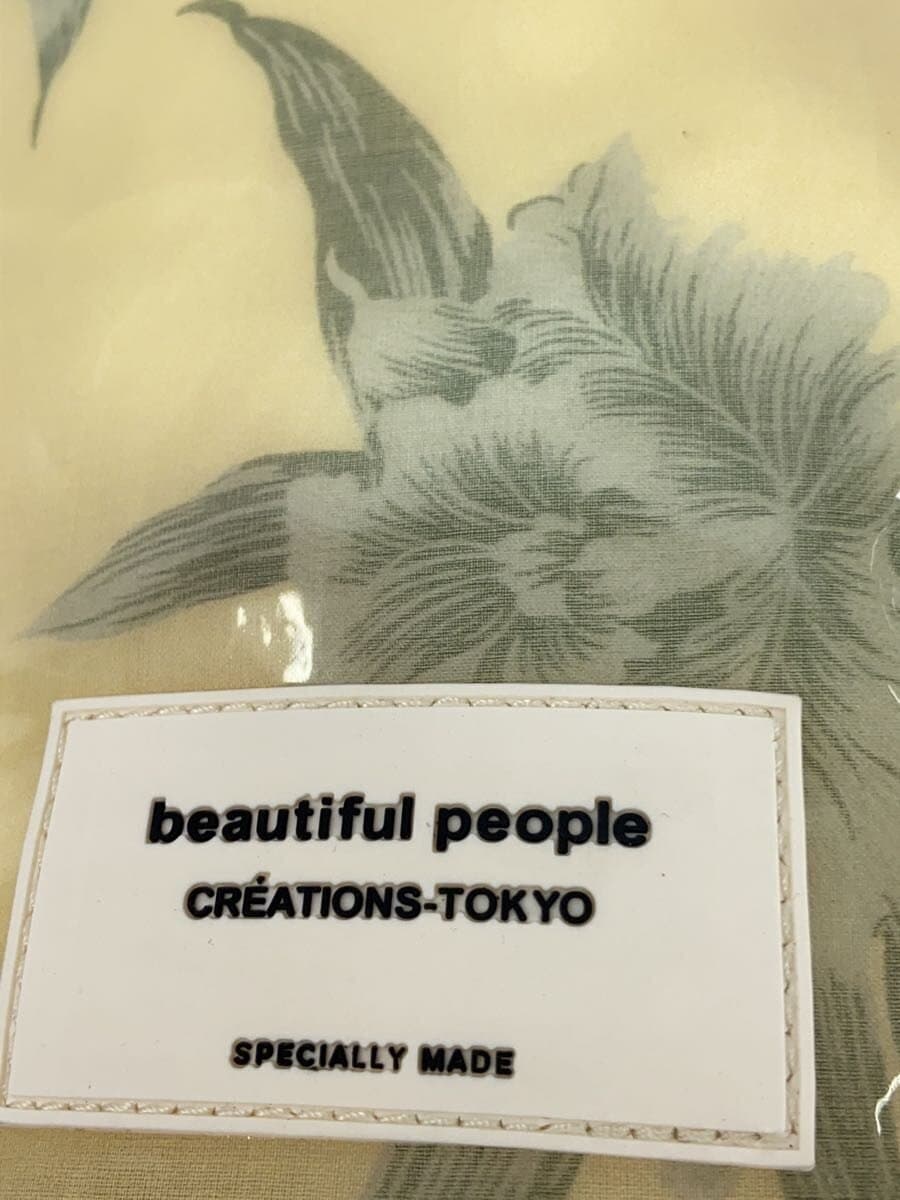 beautiful people
CRÉATIONS-TOKYO
SPECIALLY MADE